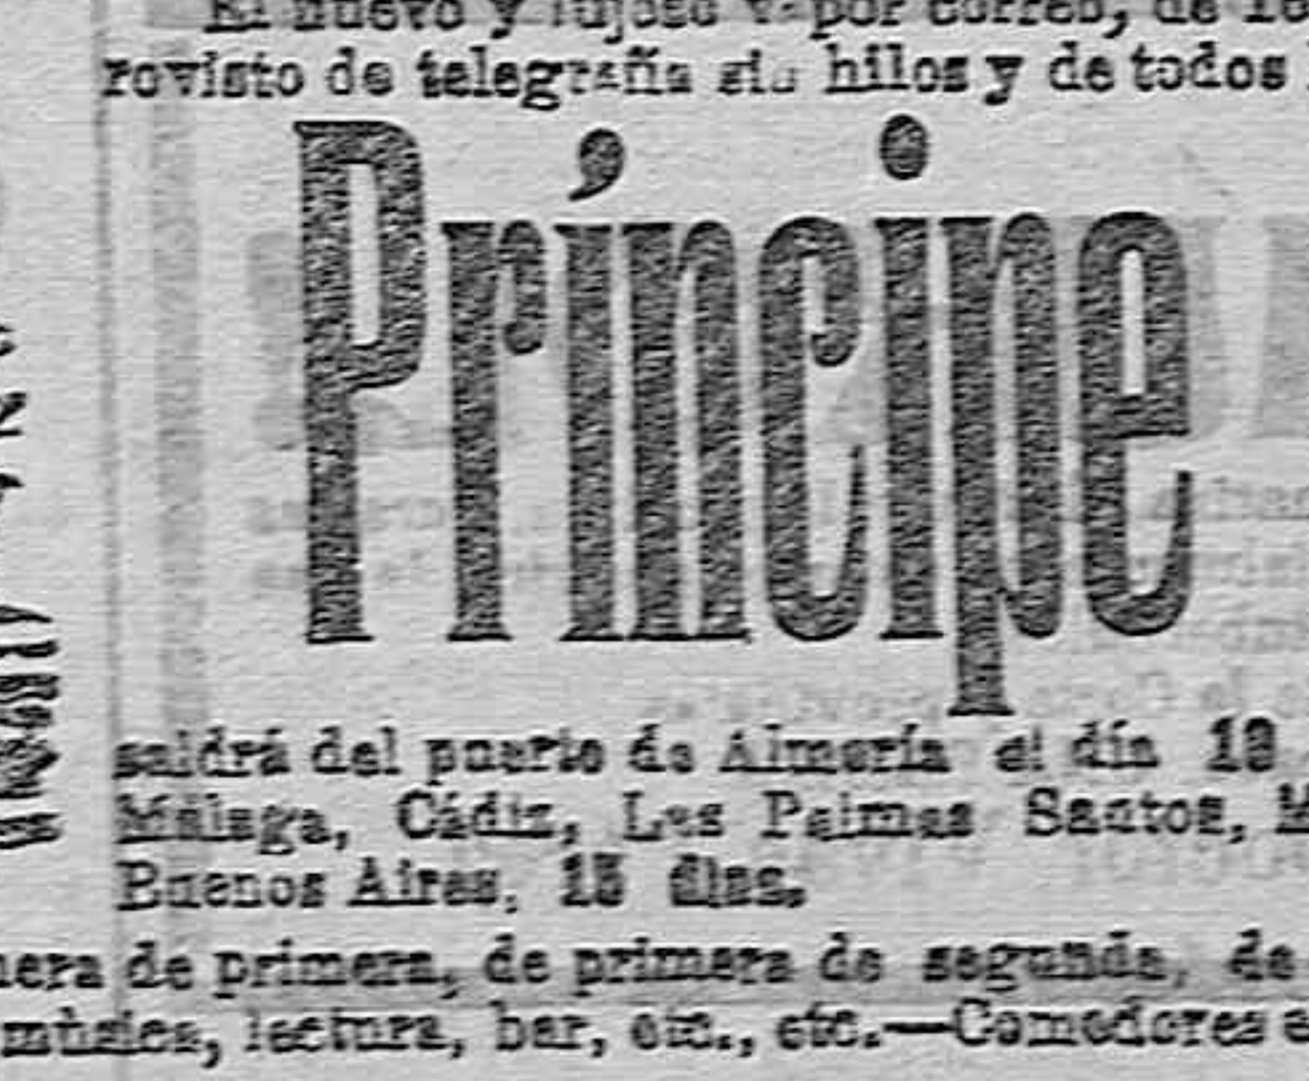 El nuevo y lujoso vapor correo, de
rovisto de telegrafía sin hilos y de todos
Príncipe
saldrá del puerto de Almería el día
Málaga, Cádiz, Las Palmas Santos, M
Buenos Aires, 15 días.
nera de primera, de primera de segunda, de
música, lectura, bar, etc., etc.—Comedores e